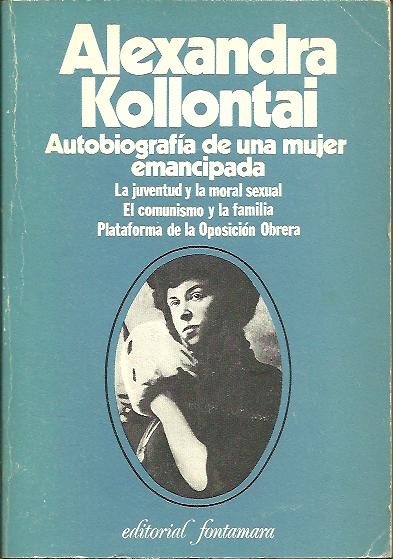 Alexandra
Kollontai
Autobiografía de una mujer
emancipada
La juventud y la moral sexual
El comunismo y la familia
Plataforma de la Oposición Obrera
editorial fontamara